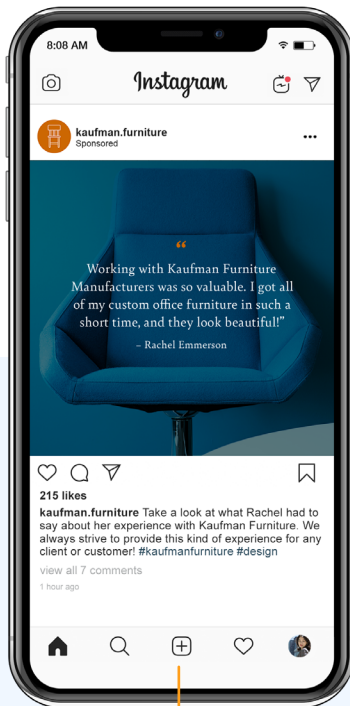 8:08 AM
Instagram
kaufman.furniture
Sponsored
“
Working with Kaufman Furniture
Manufacturers was so valuable. I got all
of my custom office furniture in such a
short time, and they look beautiful!”
– Rachel Emmerson
215 likes
kaufman.furniture Take a look at what Rachel had to
say about her experience with Kaufman Furniture. We
always strive to provide this kind of experience for any
client or customer! #kaufmanfurniture #design
view all 7 comments
1 hour ago